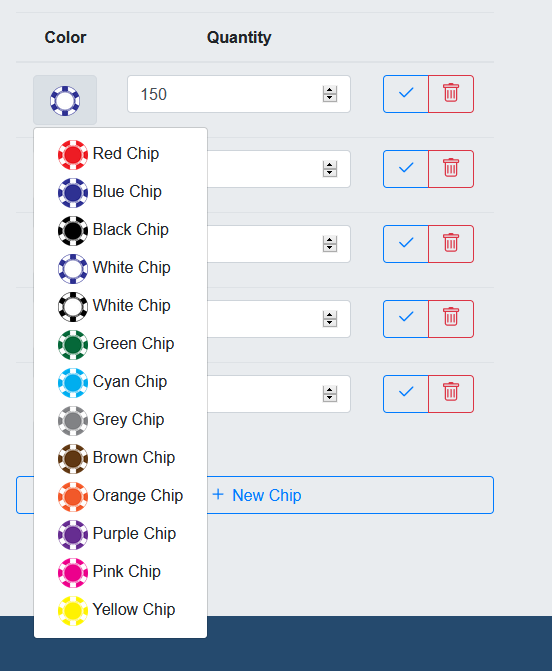 Color Quantity
150
Red Chip
Blue Chip
Black Chip
White Chip
White Chip
Green Chip
Cyan Chip
Grey Chip
Brown Chip
Orange Chip
+ New Chip
Purple Chip
Pink Chip
Yellow Chip